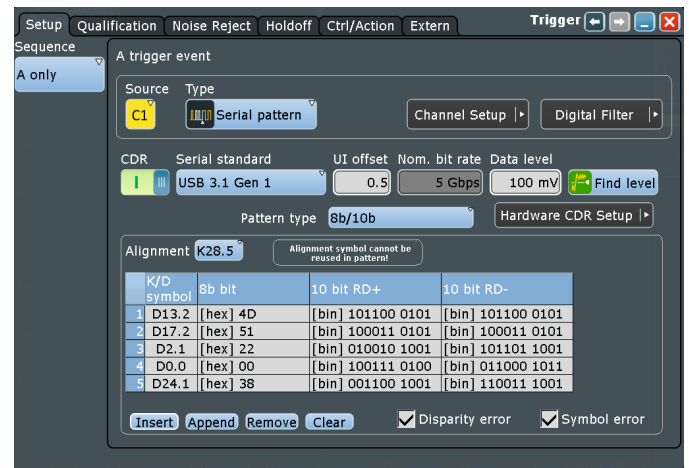 Setup Qualification Noise Reject Holdoff Ctrl/Action Extern Trigger
Sequence
A only
A trigger event
Source Type
C1 Serial pattern Channel Setup Digital Filter
CDR Serial standard UI offset Nom. bit rate Data level
I USB 3.1 Gen 1 0.5 5 Gbps 100 mV Find level
Pattern type 8b/10b Hardware CDR Setup
Alignment K28.5 Alignment symbol cannot be
reused in pattern!
K/D
symbol 8b bit 10 bit RD+ 10 bit RD-
1 D13.2 [hex] 4D [bin] 101100 0101 [bin] 101100 0101
2 D17.2 [hex] 51 [bin] 100011 0101 [bin] 100011 0101
3 D2.1 [hex] 22 [bin] 010010 1001 [bin] 101101 1001
4 D0.0 [hex] 00 [bin] 100111 0100 [bin] 011000 1011
5 D24.1 [hex] 38 [bin] 001100 1001 [bin] 110011 1001
Insert Append Remove Clear Disparity error Symbol error